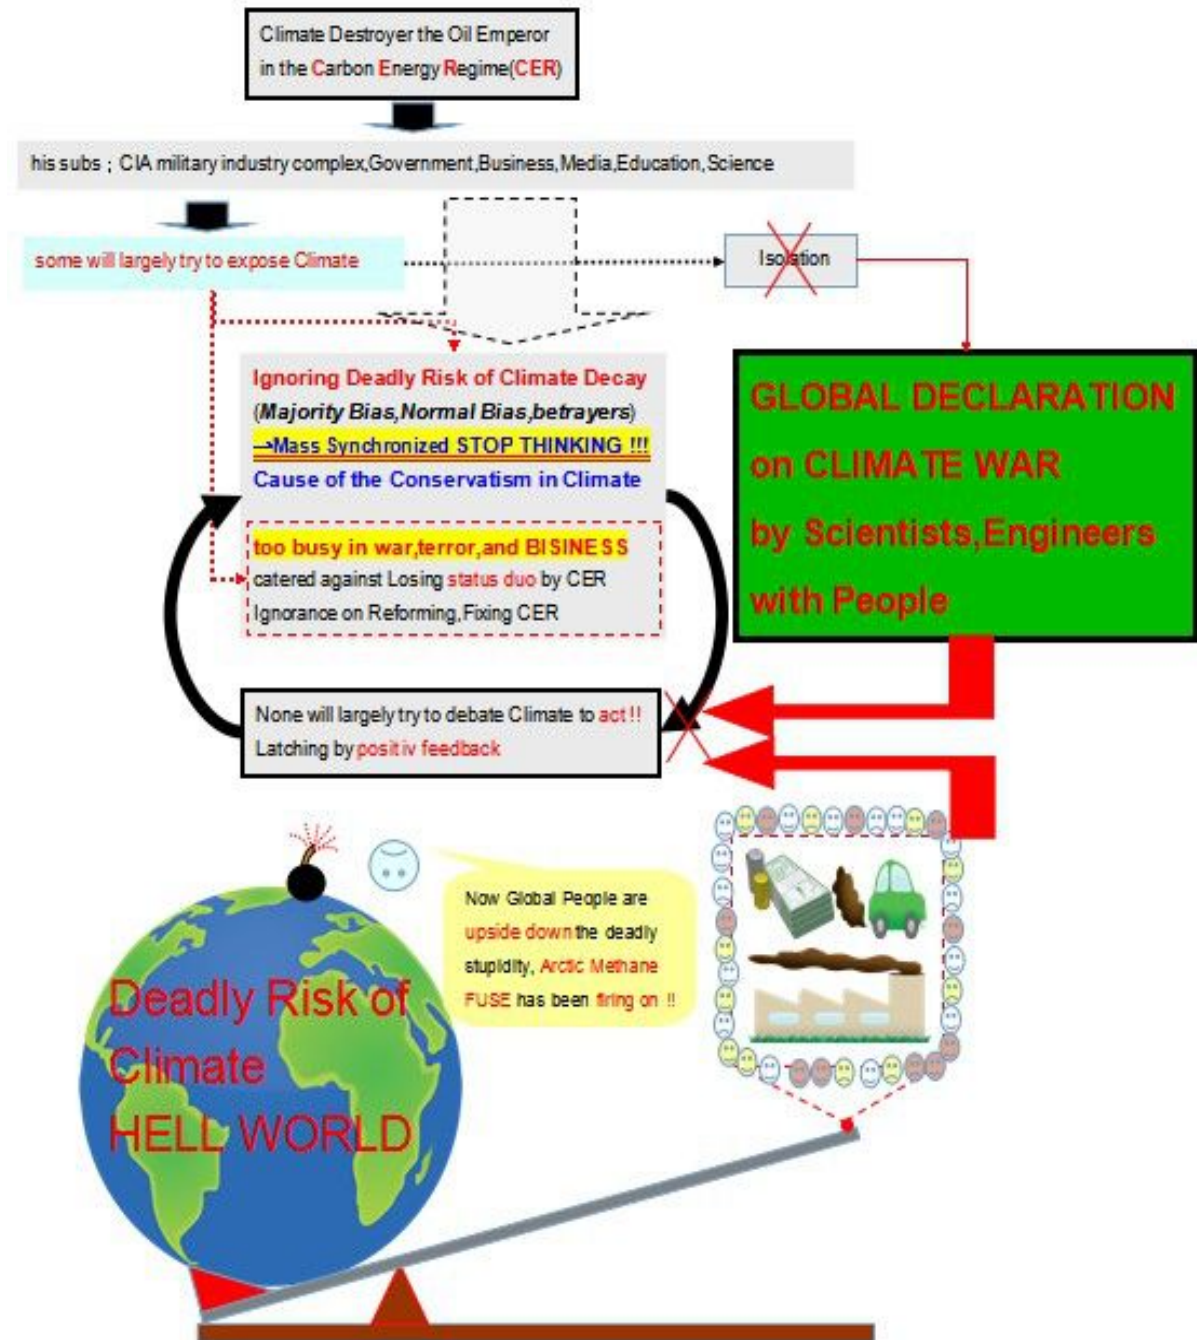 Climate Destroyer the Oil Emperor
in the Carbon Energy Regime(CER)
his subs ; CIA military industry complex,Government,Business,Media,Education,Science
some will largely try to expose Climate
Isolation
Ignoring Deadly Risk of Climate Decay
(Majority Bias,Normal Bias,betrayers)
→Mass Synchronized STOP THINKING !!!
Cause of the Conservatism in Climate
too busy in war,terror,and BISINESS
catered against Losing status duo by CER
Ignorance on Reforming,Fixing CER
GLOBAL DECLARATION
on CLIMATE WAR
by Scientists,Engineers
with People
None will largely try to debate Climate to act !!
Latching by positiv feedback
Now Global People are
upside down the deadly
stupidity, Arctic Methane
FUSE has been firing on !!
Deadly Risk of
Climate
HELL WORLD